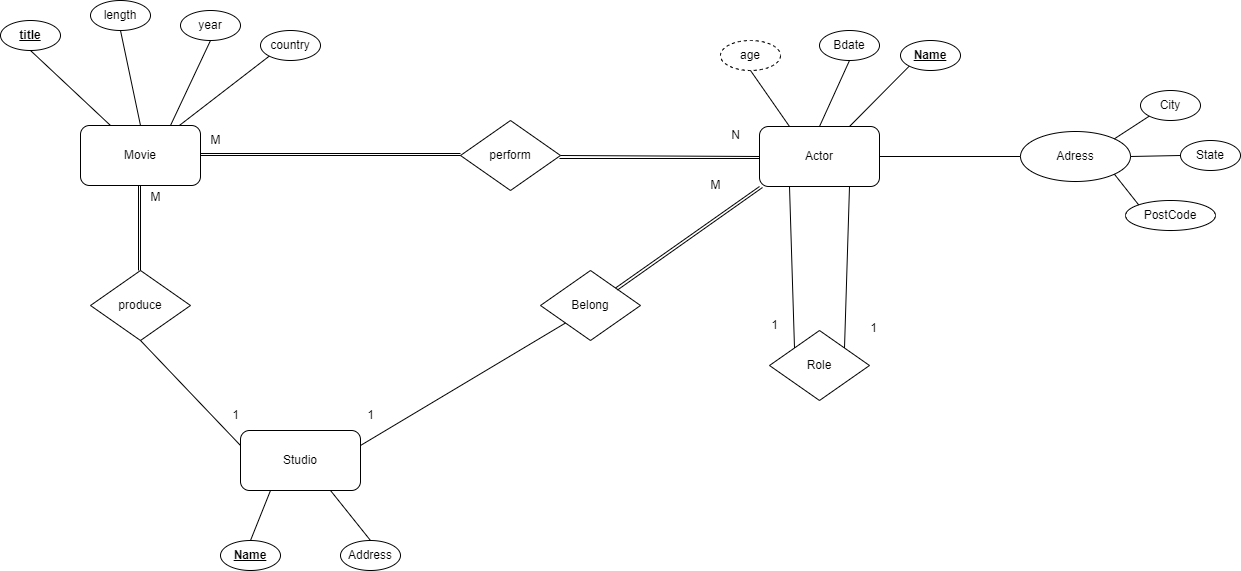 title
length
year
country
Movie
M
M
perform
N
M
age
Bdate
Name
Actor
Adress
City
State
PostCode
produce
Belong
1
1
Role
1
1
Studio
Name
Address